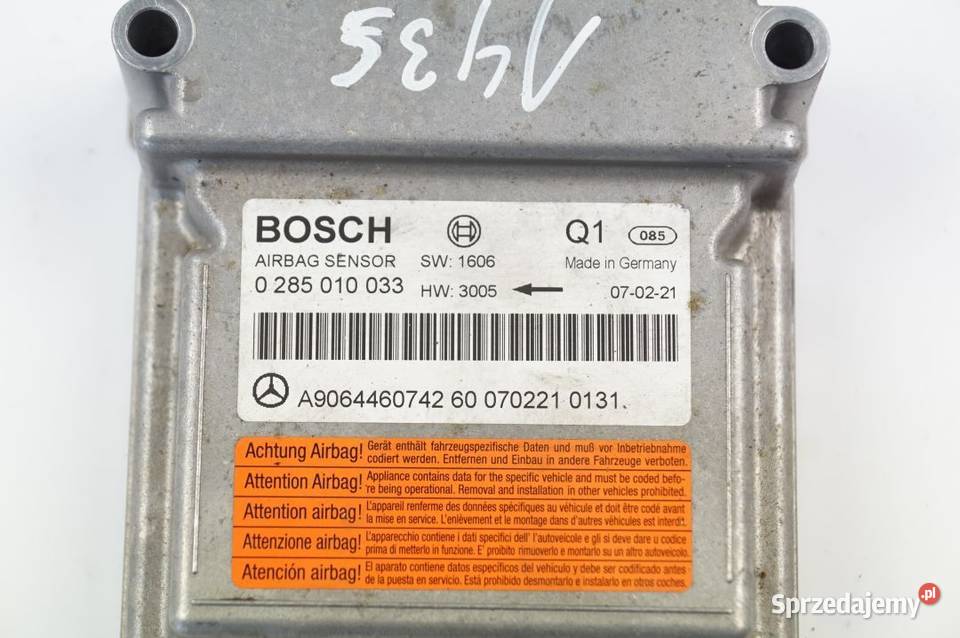 1435
BOSCH Q1 085
AIRBAG SENSOR SW: 1606 Made in Germany
0 285 010 033 HW: 3005 07-02-21
A9064460742 60 070221 0131.
Achtung Airbag! Gerät enthält fahrzeugspezifische Daten und muß vor Inbetriebnahme
codiert werden. Entfernen und Einbau in andere Fahrzeuge verboten.
Attention Airbag! Appliance contains data for the specific vehicle and must be coded befo-
re being operational. Removal and installation in other vehicles prohibited.
Attention airbag! L'appareil renferme des données spécifiques au véhicule et doit être codé avant
la mise en service. L'enlèvement et le montage dans d'autres véhicules est interdit.
Attenzione airbag! L'apparecchio contiene i dati specifici dell' l'autoveicolo e gli si deve dare u codice
prima di metterlo in funzione. E' proibito rimuoverlo e montarlo su un altro autoveicolo.
Atención airbag! El aparato contiene datos específicos del vehículo y debe ser codificado antes
de la puesta en servicio. Está prohibido desmontarlo e instalarlo en otros coches.
Sprzedajemy.pl